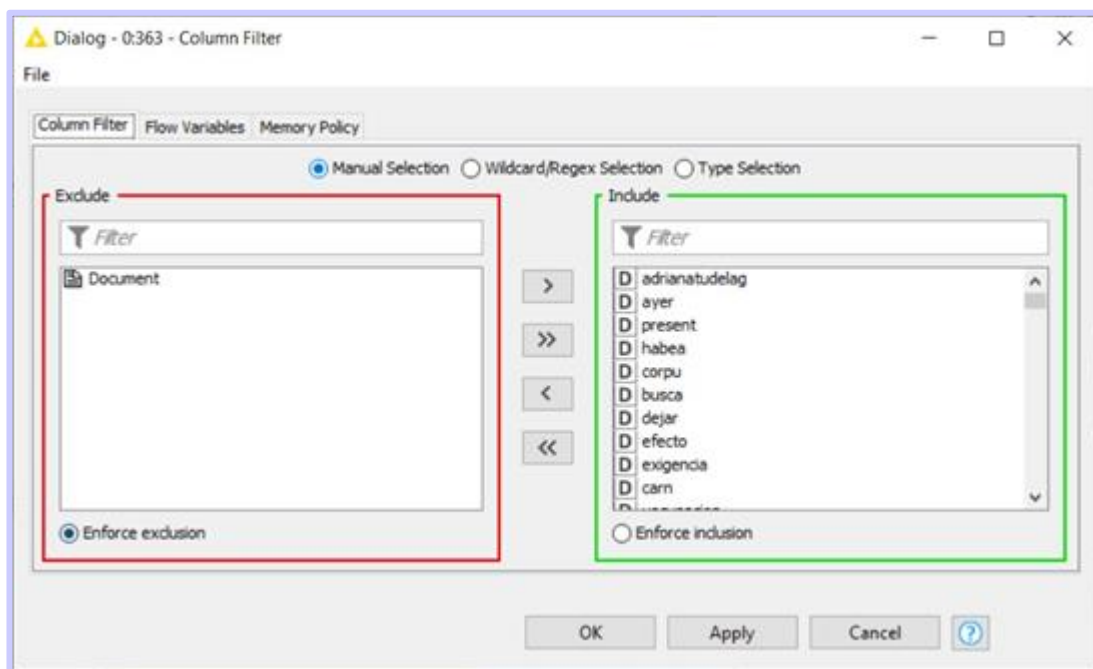 Dialog - 0:363 - Column Filter
File
Column Filter Flow Variables Memory Policy
Manual Selection Wildcard/Regex Selection Type Selection
Exclude
Include
Filter
Filter
Document
D adrianatudelag
D ayer
D present
D habea
D corpu
D busca
D dejar
D efecto
D exigencia
D carn
>
>>
<
<<
Enforce exclusion
Enforce inclusion
OK Apply Cancel ?